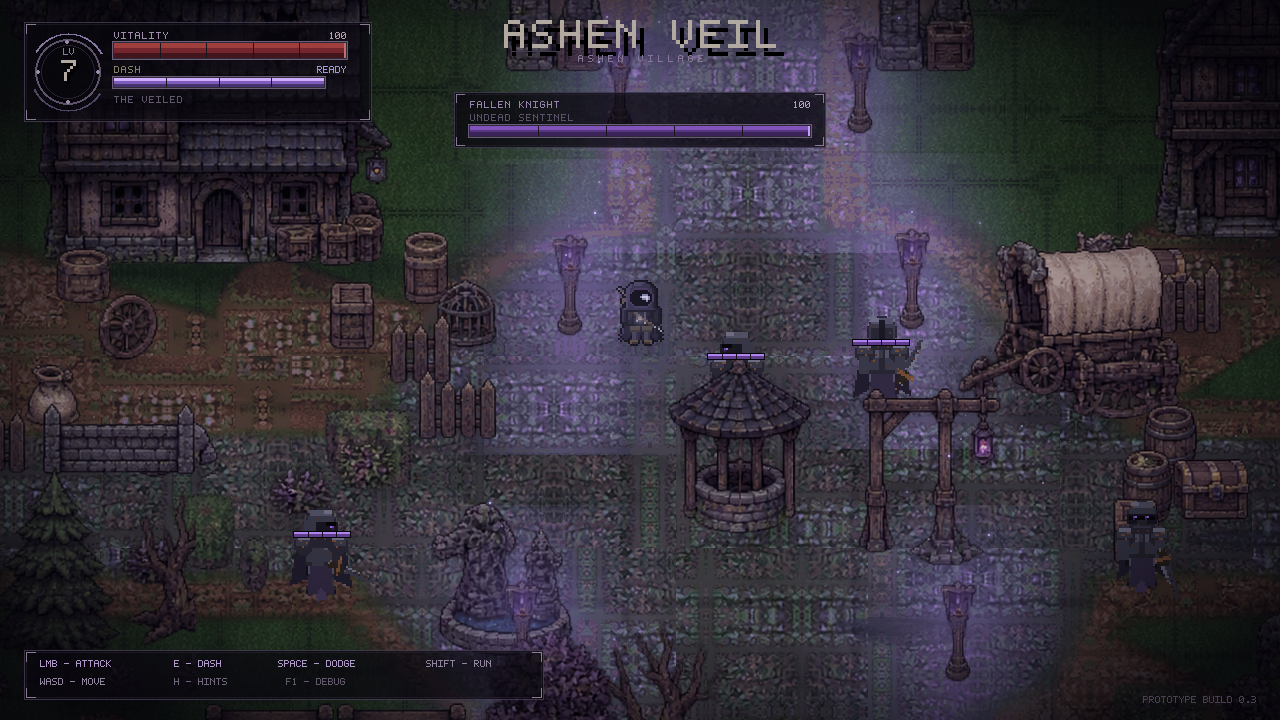 VITALITY 100
LV
7
DASH READY
THE VEILED
ASHEN VEIL
ASHEN VILLAGE
FALLEN KNIGHT 100
UNDEAD SENTINEL
LMB - ATTACK E - DASH SPACE - DODGE SHIFT - RUN
WASD - MOVE H - HINTS F1 - DEBUG
PROTOTYPE BUILD 0.3